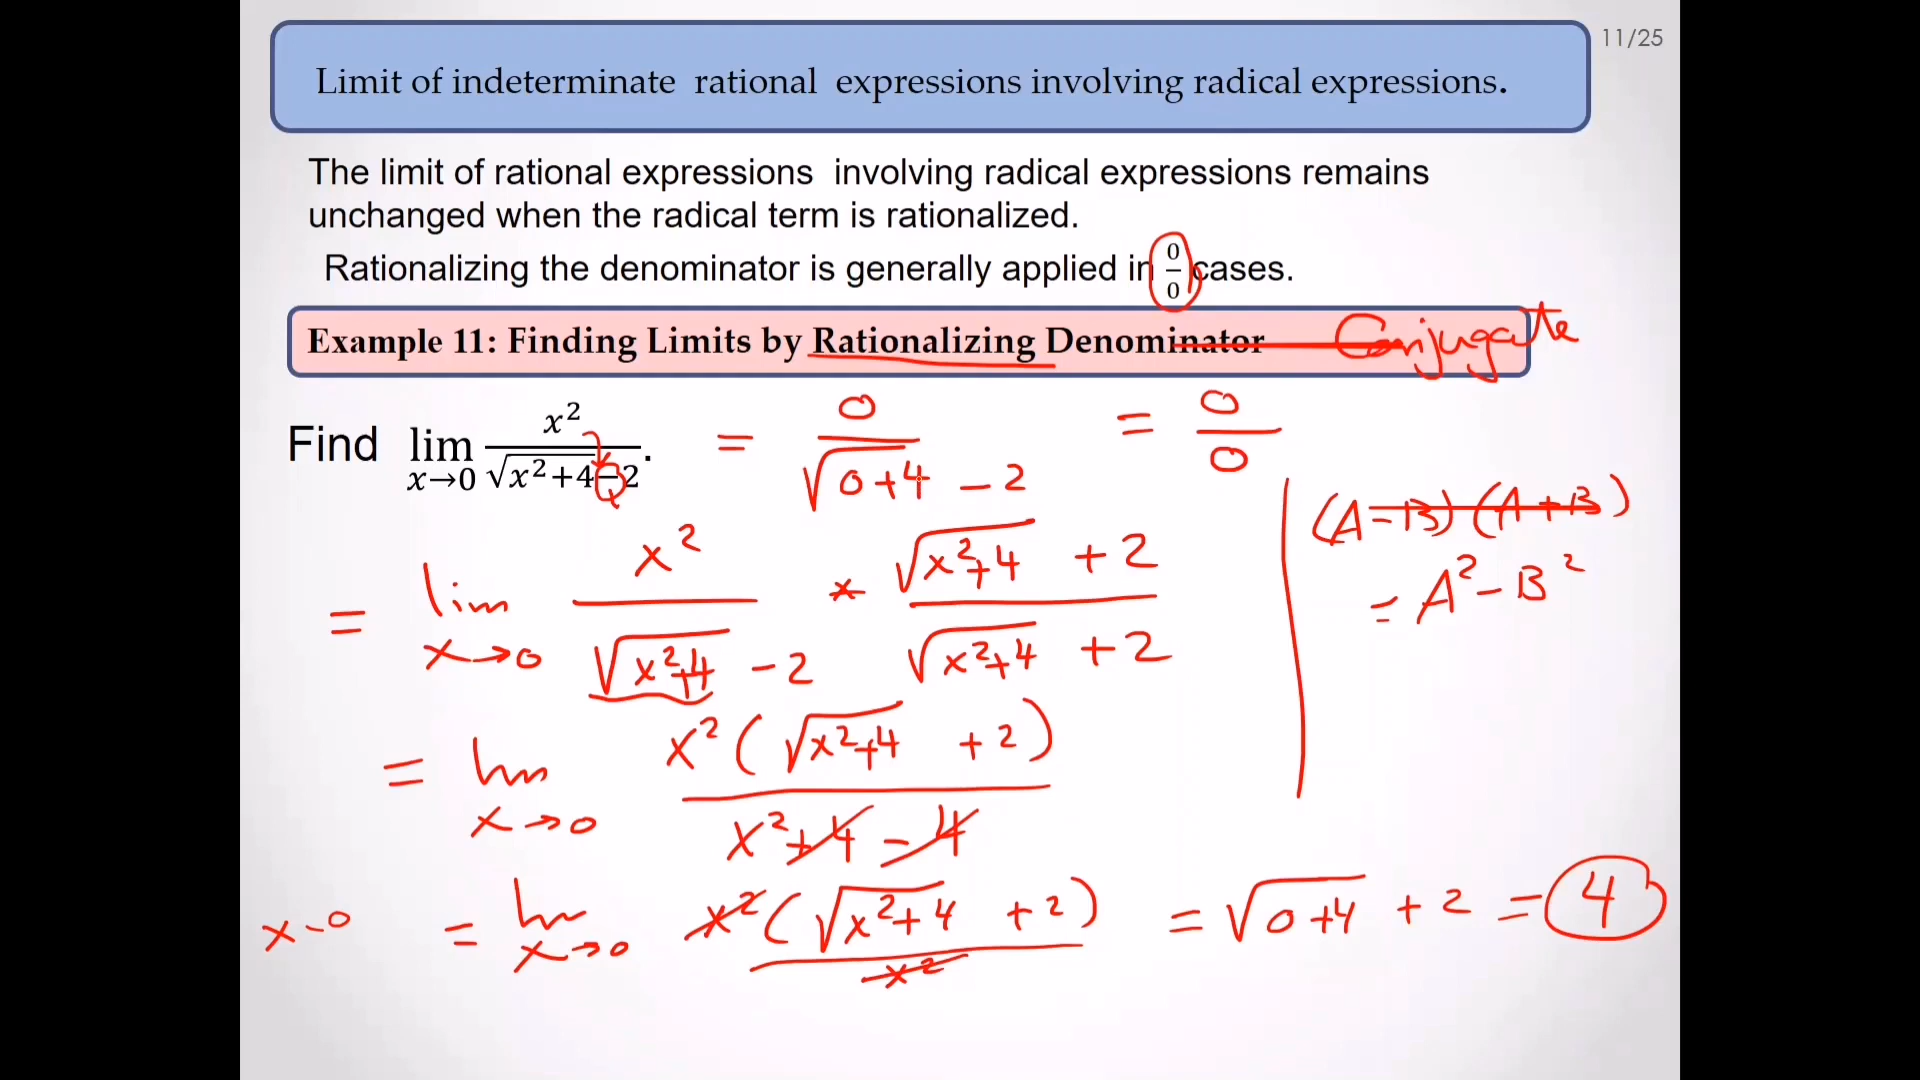 11/25
Limit of indeterminate rational expressions involving radical expressions.
The limit of rational expressions involving radical expressions remains
unchanged when the radical term is rationalized.
Rationalizing the denominator is generally applied in 0/0 cases.
Example 11: Finding Limits by Rationalizing Denominator Conjugate
Find lim x→0 x²/(√(x²+4)−2). = 0/(√(0+4) − 2) = 0/0
(A−B)(A+B)
= A² − B²
= lim x→0 x²/(√(x²+4) − 2) * (√(x²+4) + 2)/(√(x²+4) + 2)
= lim x→0 x²(√(x²+4) + 2)/(x²+4−4)
x−0 = lim x→0 x²(√(x²+4) + 2)/x² = √(0+4) + 2 = 4